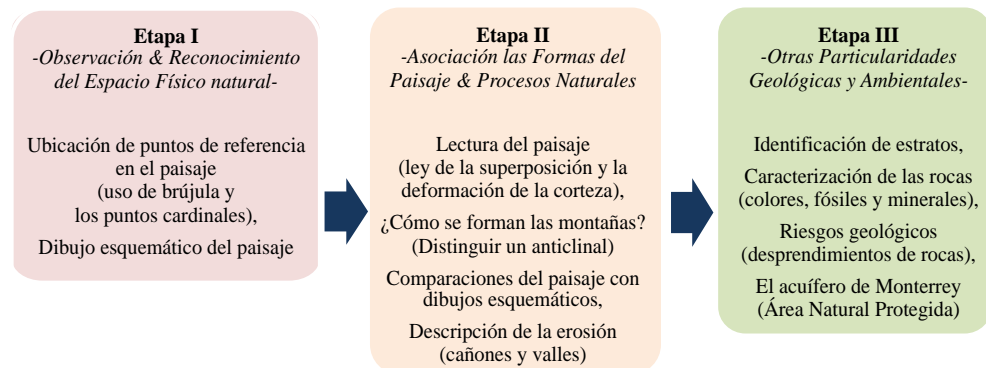 Etapa I
-Observación & Reconocimiento
del Espacio Físico natural-
Ubicación de puntos de referencia
en el paisaje
(uso de brújula y
los puntos cardinales),
Dibujo esquemático del paisaje
Etapa II
-Asociación las Formas del
Paisaje & Procesos Naturales
Lectura del paisaje
(ley de la superposición y la
deformación de la corteza),
¿Cómo se forman las montañas?
(Distinguir un anticlinal)
Comparaciones del paisaje con
dibujos esquemáticos,
Descripción de la erosión
(cañones y valles)
Etapa III
-Otras Particularidades
Geológicas y Ambientales-
Identificación de estratos,
Caracterización de las rocas
(colores, fósiles y minerales),
Riesgos geológicos
(desprendimientos de rocas),
El acuífero de Monterrey
(Área Natural Protegida)